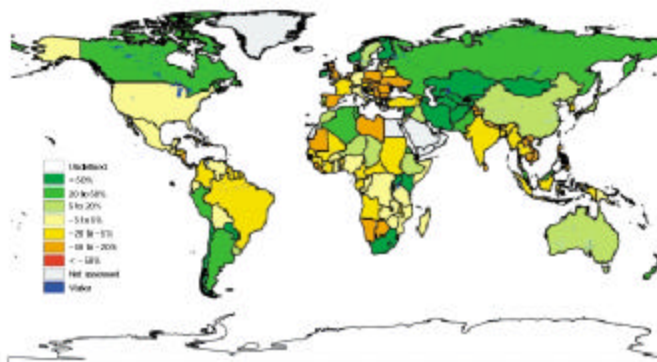 Undefined
> 50%
20 to 50%
5 to 20%
-5 to 5%
-20 to -5%
-50 to -20%
< -50%
Not assessed
Water